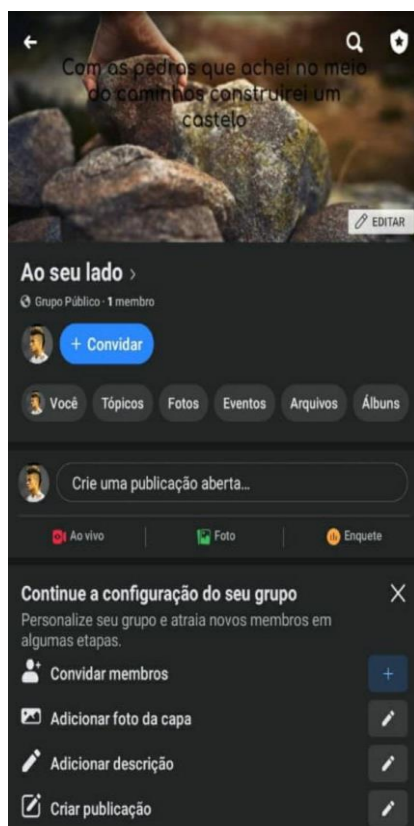 Com as pedras que achei no meio
do caminhos construirei um
castelo
EDITAR
Ao seu lado
Grupo Público · 1 membro
+ Convidar
Você Tópicos Fotos Eventos Arquivos Álbuns
Crie uma publicação aberta...
Ao vivo Foto Enquete
Continue a configuração do seu grupo
Personalize seu grupo e atraia novos membros em
algumas etapas.
Convidar membros
Adicionar foto da capa
Adicionar descrição
Criar publicação